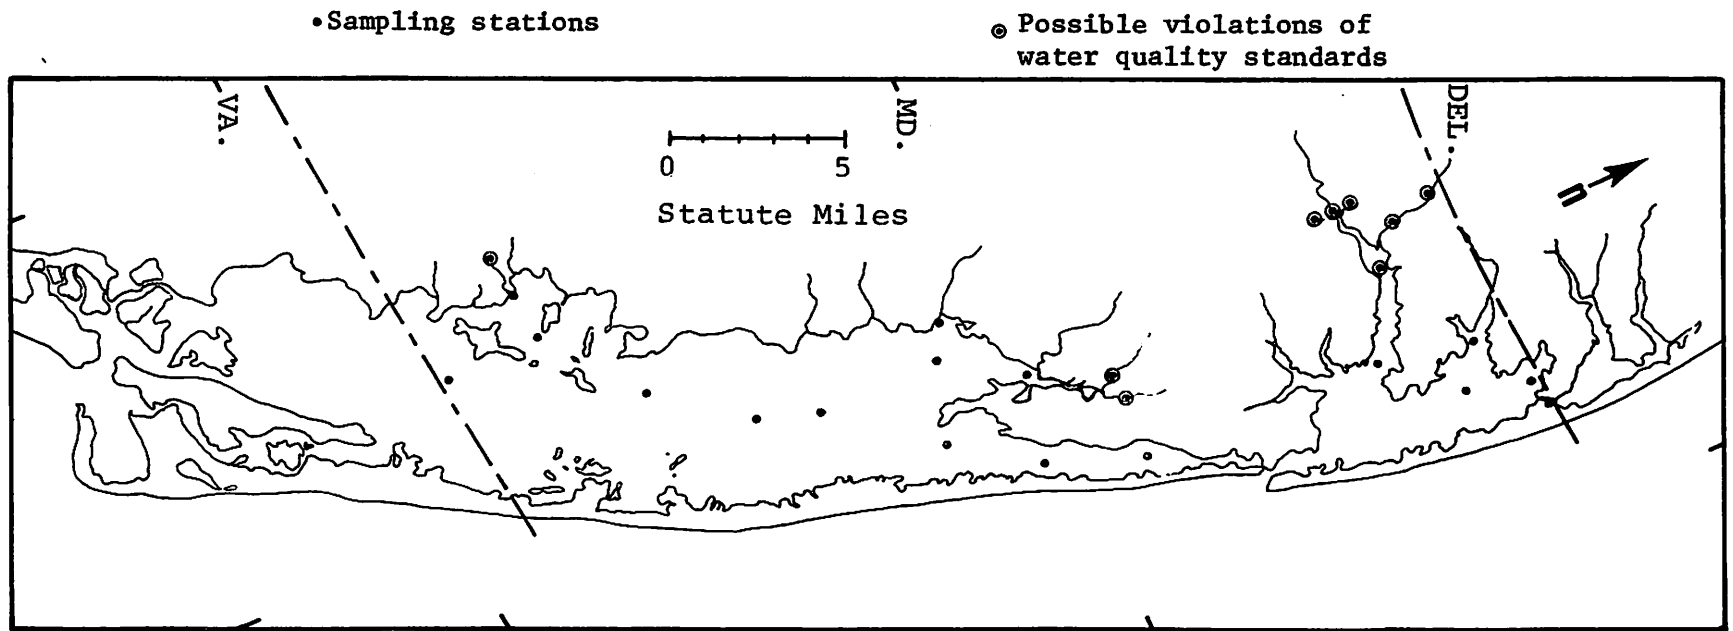 Sampling stations
Possible violations of
water quality standards
VA.
MD.
DEL.
0 5
Statute Miles
n